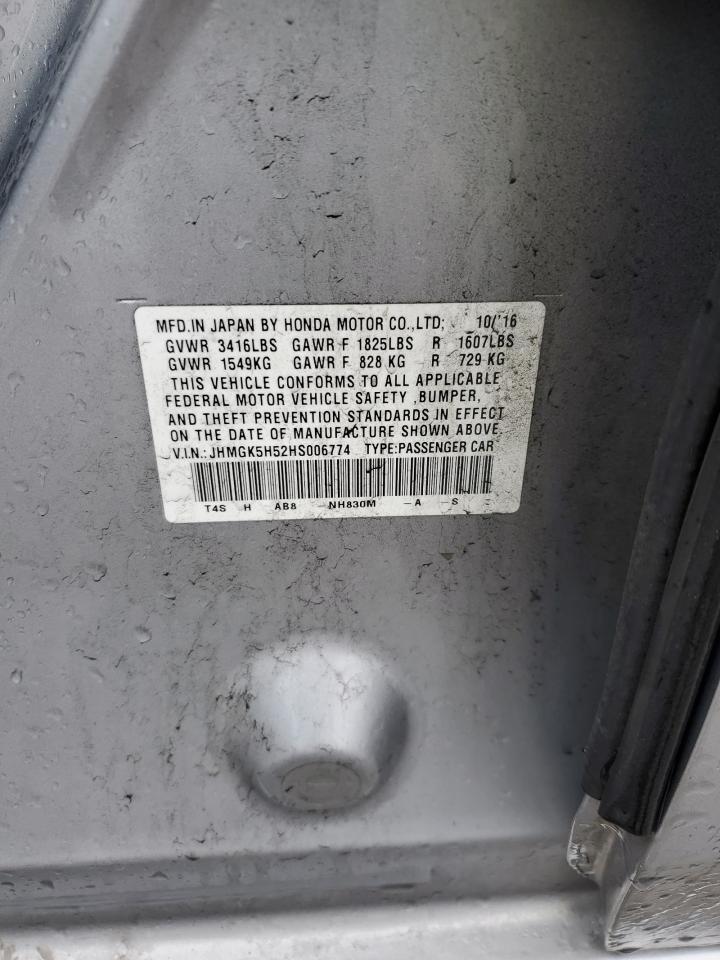 MFD.IN JAPAN BY HONDA MOTOR CO.,LTD; 10/'16
GVWR 3416LBS GAWR F 1825LBS R 1607LBS
GVWR 1549KG GAWR F 828 KG R 729 KG
THIS VEHICLE CONFORMS TO ALL APPLICABLE
FEDERAL MOTOR VEHICLE SAFETY ,BUMPER,
AND THEFT PREVENTION STANDARDS IN EFFECT
ON THE DATE OF MANUFACTURE SHOWN ABOVE.
V.I.N.: JHMGK5H52HS006774 TYPE:PASSENGER CAR
T4S H AB8 NH830M -A -S -